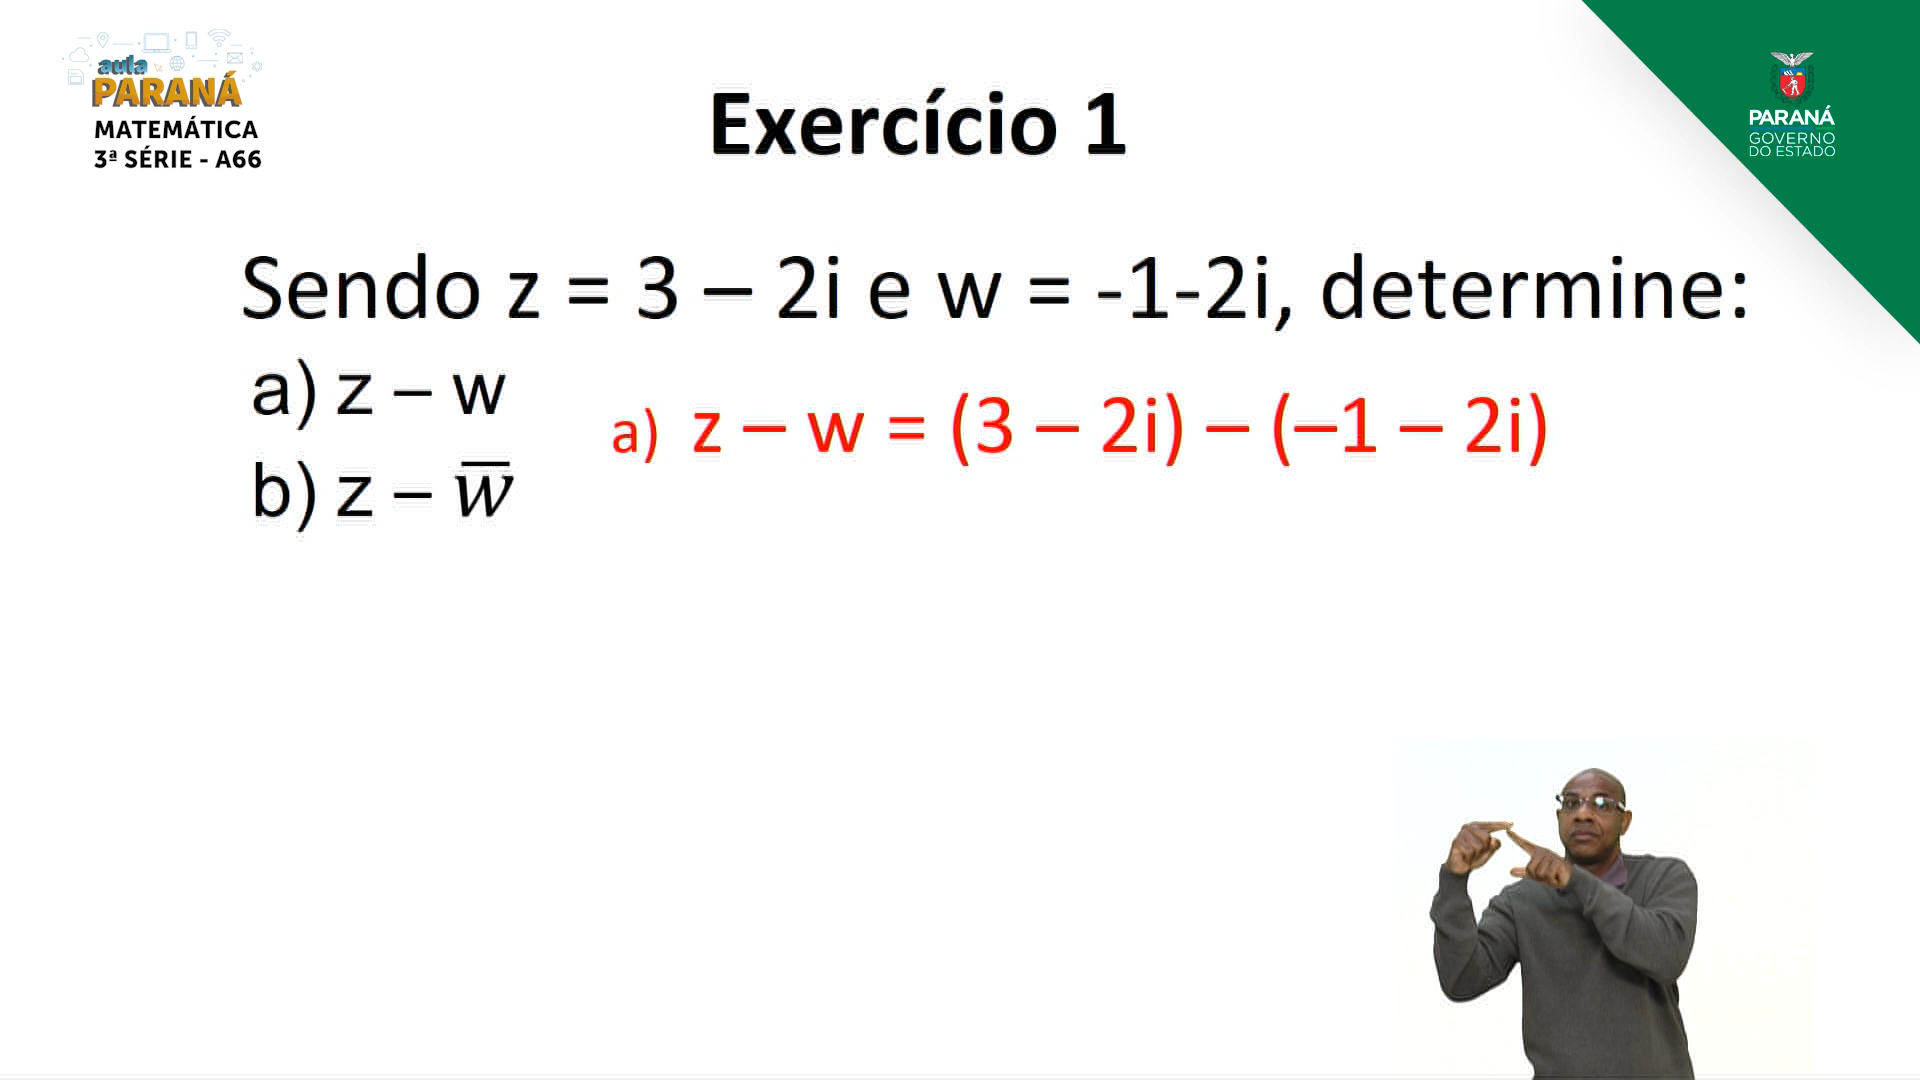 aula
PARANÁ
MATEMÁTICA
3ª SÉRIE - A66
Exercício 1
PARANÁ
GOVERNO
DO ESTADO
Sendo z = 3 – 2i e w = -1-2i, determine:
a) z – w
a) z – w = (3 – 2i) – (–1 – 2i)
b) z – w̅